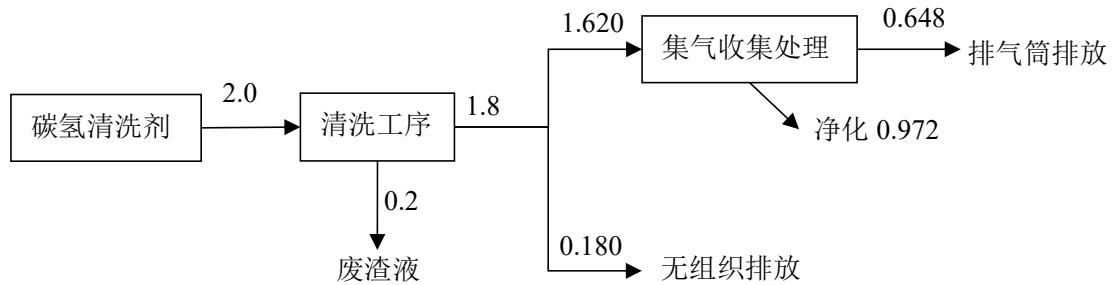 1.620
集气收集处理
0.648
排气筒排放
净化 0.972
碳氢清洗剂
2.0
清洗工序
1.8
0.2
废渣液
0.180
无组织排放